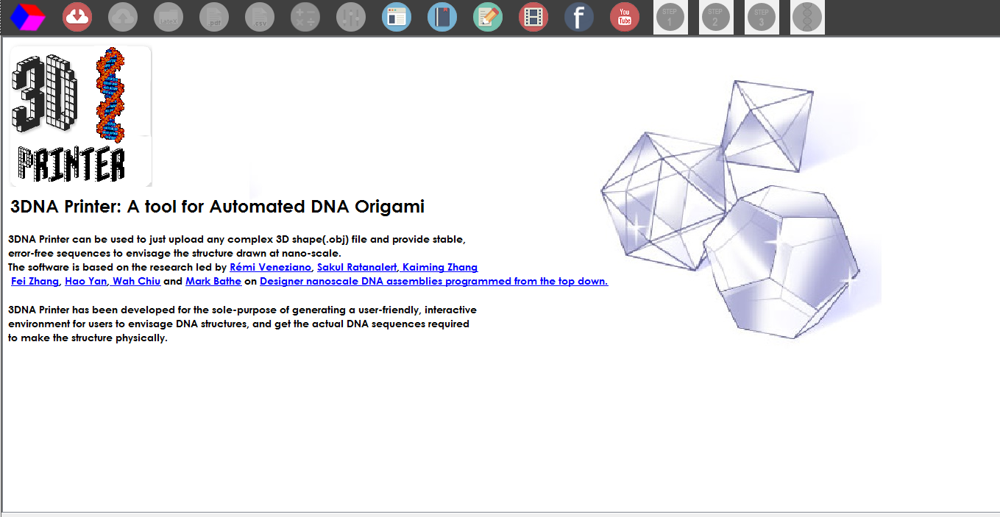 LateX
.pdf
.csv
f
You
Tube
STEP
1
STEP
2
STEP
3
3D
PRINTER
3DNA Printer: A tool for Automated DNA Origami
3DNA Printer can be used to just upload any complex 3D shape(.obj) file and provide stable,
error-free sequences to envisage the structure drawn at nano-scale.
The software is based on the research led by Rémi Veneziano, Sakul Ratanalert, Kaiming Zhang
Fei Zhang, Hao Yan, Wah Chiu and Mark Bathe on Designer nanoscale DNA assemblies programmed from the top down.
3DNA Printer has been developed for the sole-purpose of generating a user-friendly, interactive
environment for users to envisage DNA structures, and get the actual DNA sequences required
to make the structure physically.